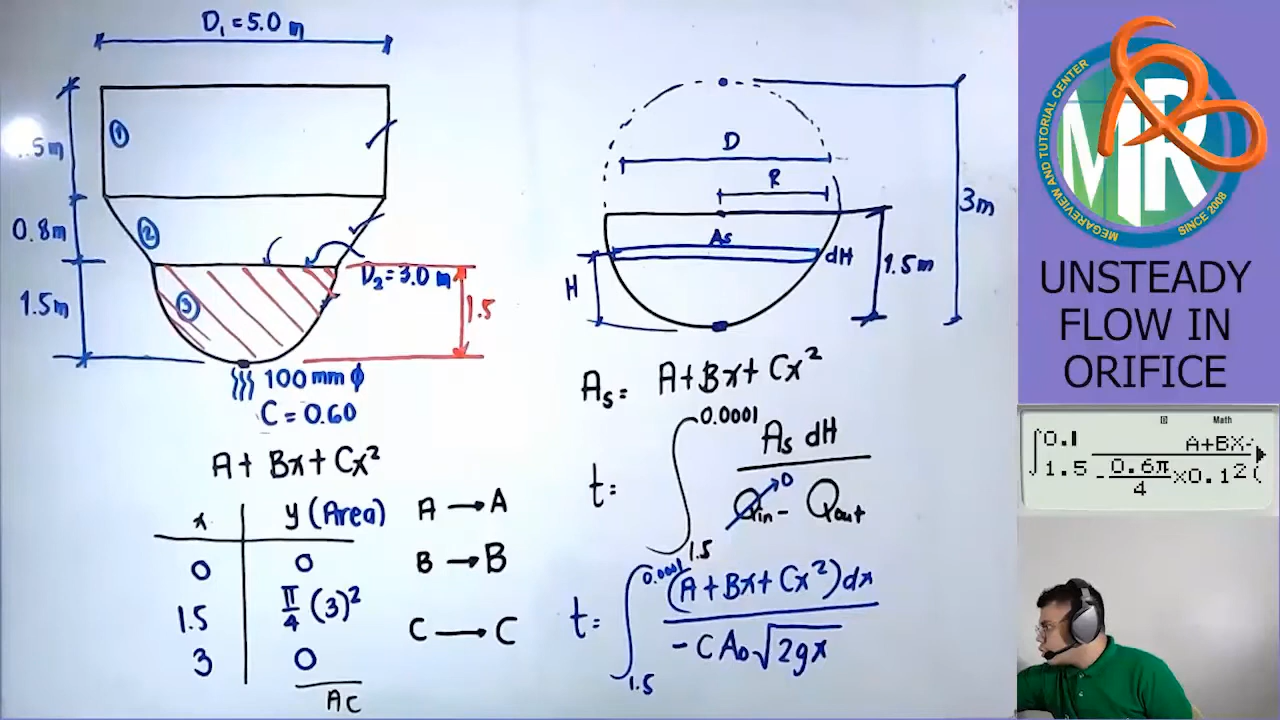 D₁ = 5.0 m
①
.5m
0.8m
②
D₂ = 3.0 m
1.5m
③
1.5
100 mm ϕ
C = 0.60
A + Bx + Cx²
x y (Area)
0 0
1.5 π/4 (3)²
3 0
AC
A → A
B → B
C → C
D
R
3m
As
dH
H
1.5m
As = A + Bx + Cx²
t = ∫ 1.5 0.0001 As dH / Qin - Qout
0
t = ∫ 1.5 0.0001 (A + Bx + Cx²) dx / -CA₀√2gx
MEGAREVIEW AND TUTORIAL CENTER
MR
SINCE 2008
UNSTEADY
FLOW IN
ORIFICE
Math
∫ 0.1 1.5 A+BX- / -0.6π/4 ×0.1²(